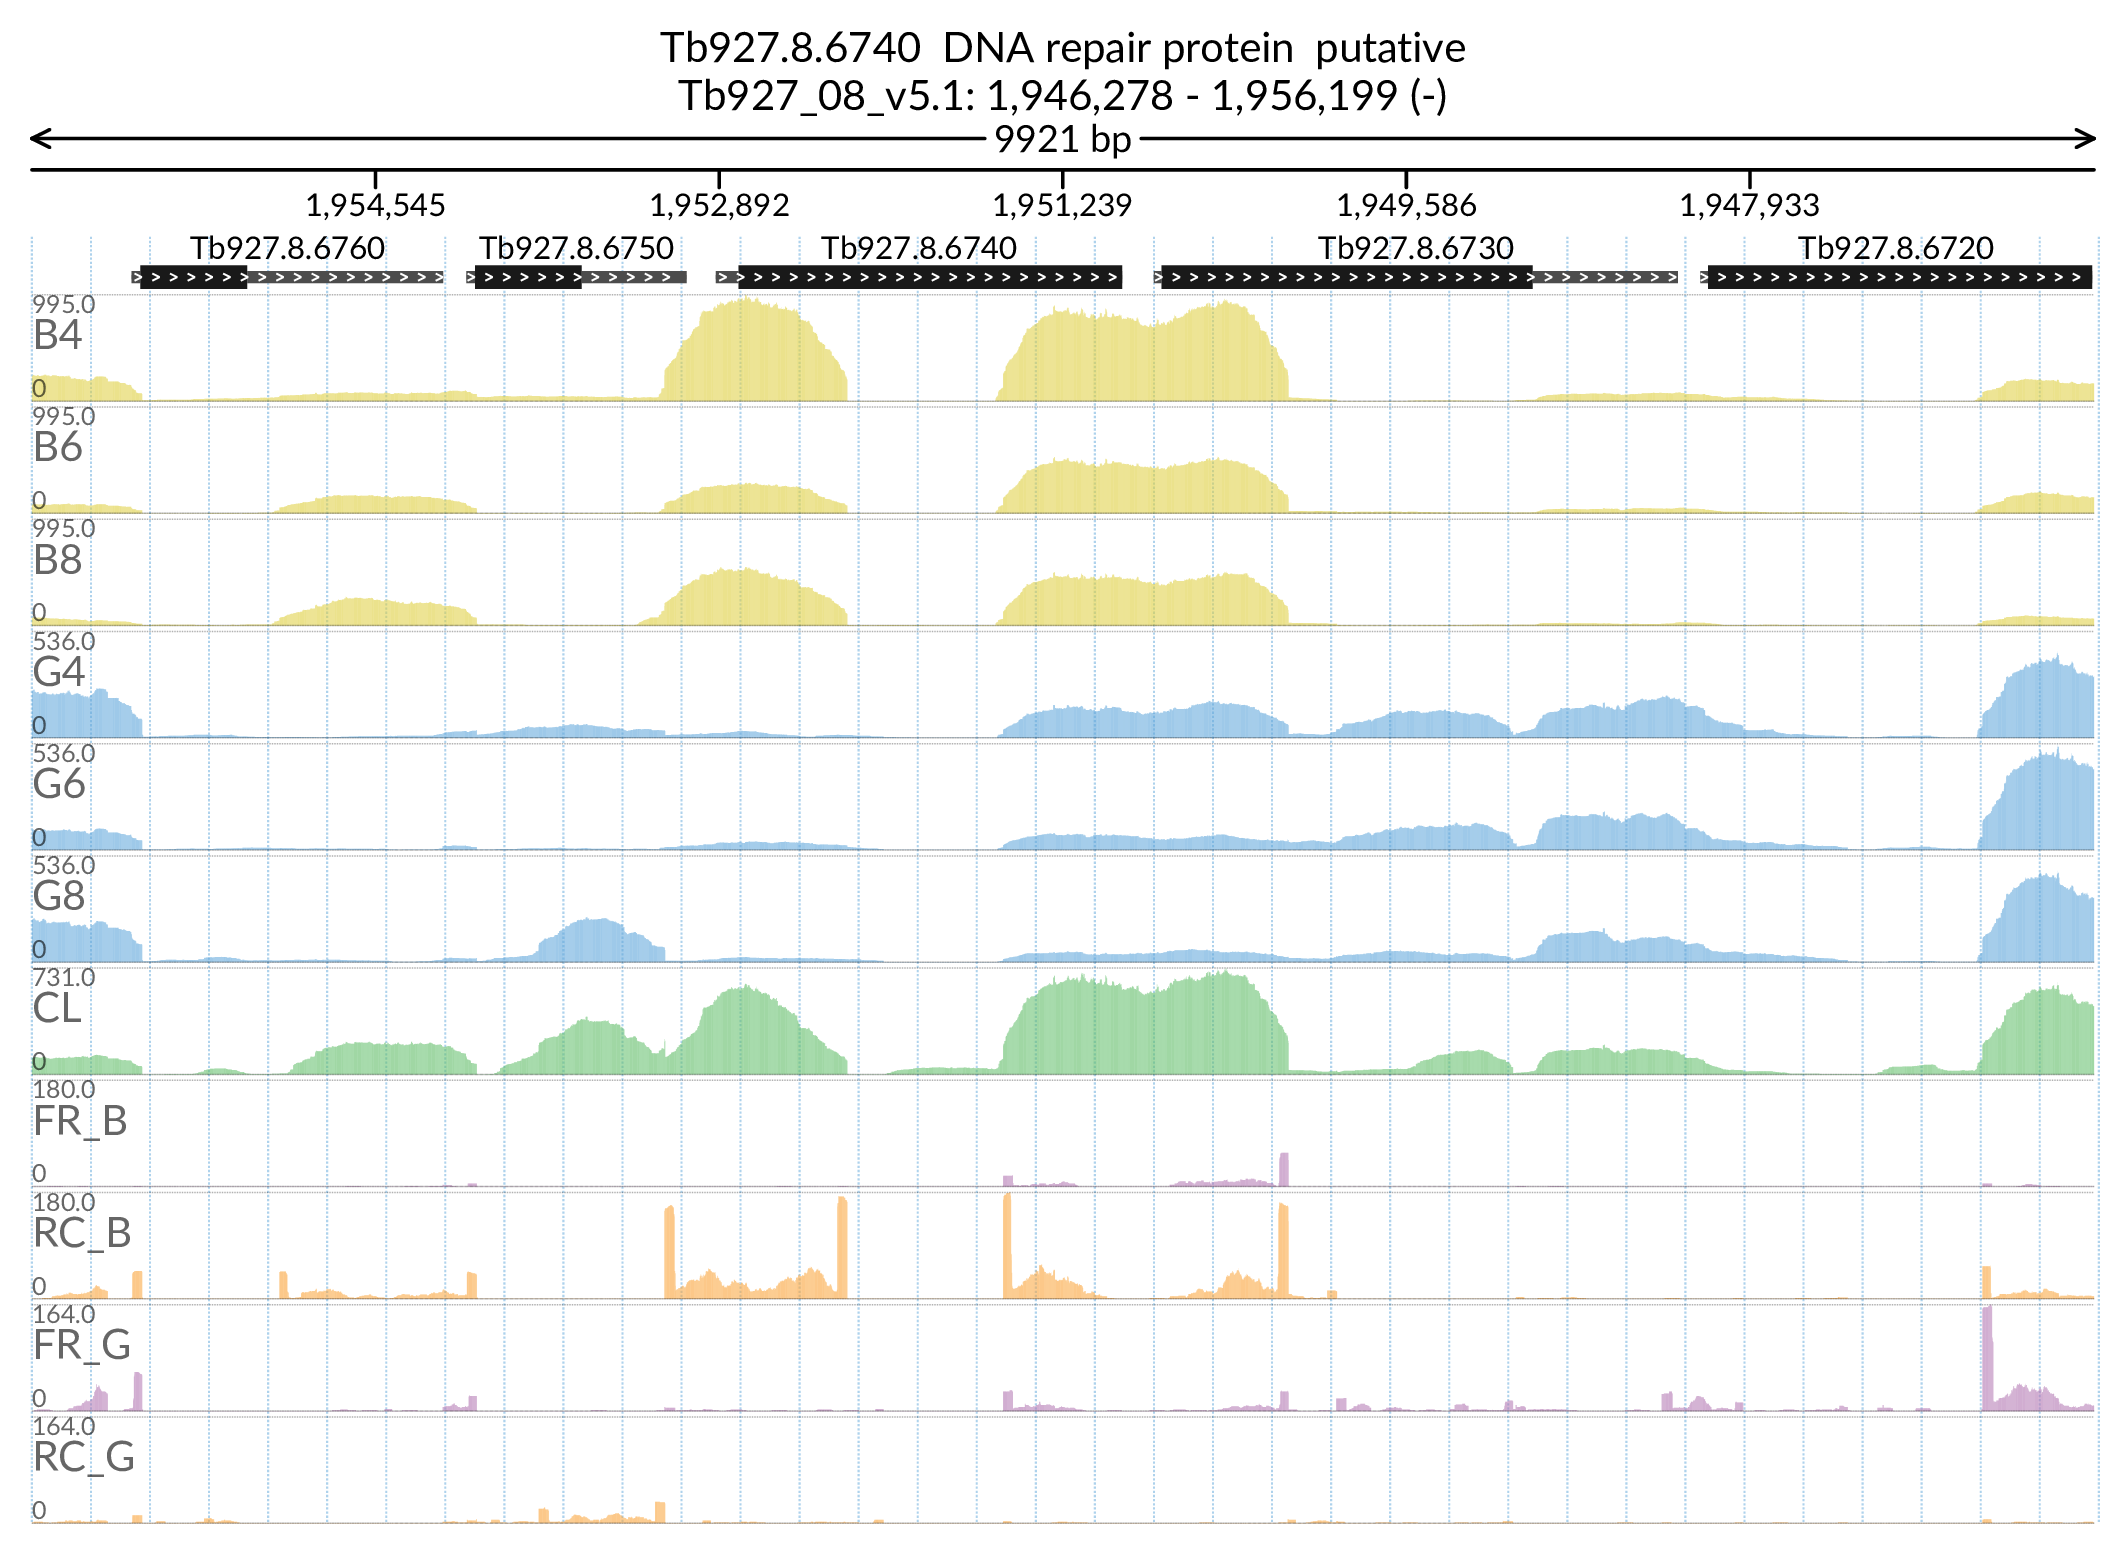 Tb927.8.6740  DNA repair protein  putative
Tb927_08_v5.1: 1,946,278 - 1,956,199 (-)
9921 bp
1,954,545 1,952,892 1,951,239 1,949,586 1,947,933
Tb927.8.6760 Tb927.8.6750 Tb927.8.6740 Tb927.8.6730 Tb927.8.6720
995.0
B4
0
995.0
B6
0
995.0
B8
0
536.0
G4
0
536.0
G6
0
536.0
G8
0
731.0
CL
0
180.0
FR_B
0
180.0
RC_B
0
164.0
FR_G
0
164.0
RC_G
0